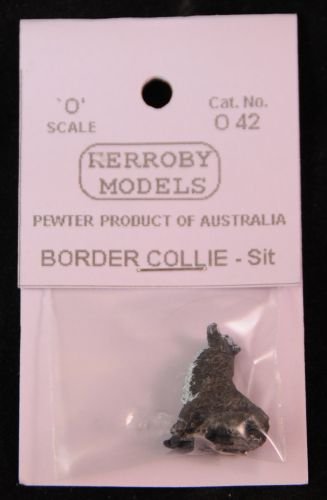 'O' Cat. No.
SCALE O 42
KERROBY
MODELS
PEWTER PRODUCT OF AUSTRALIA
BORDER COLLIE - Sit